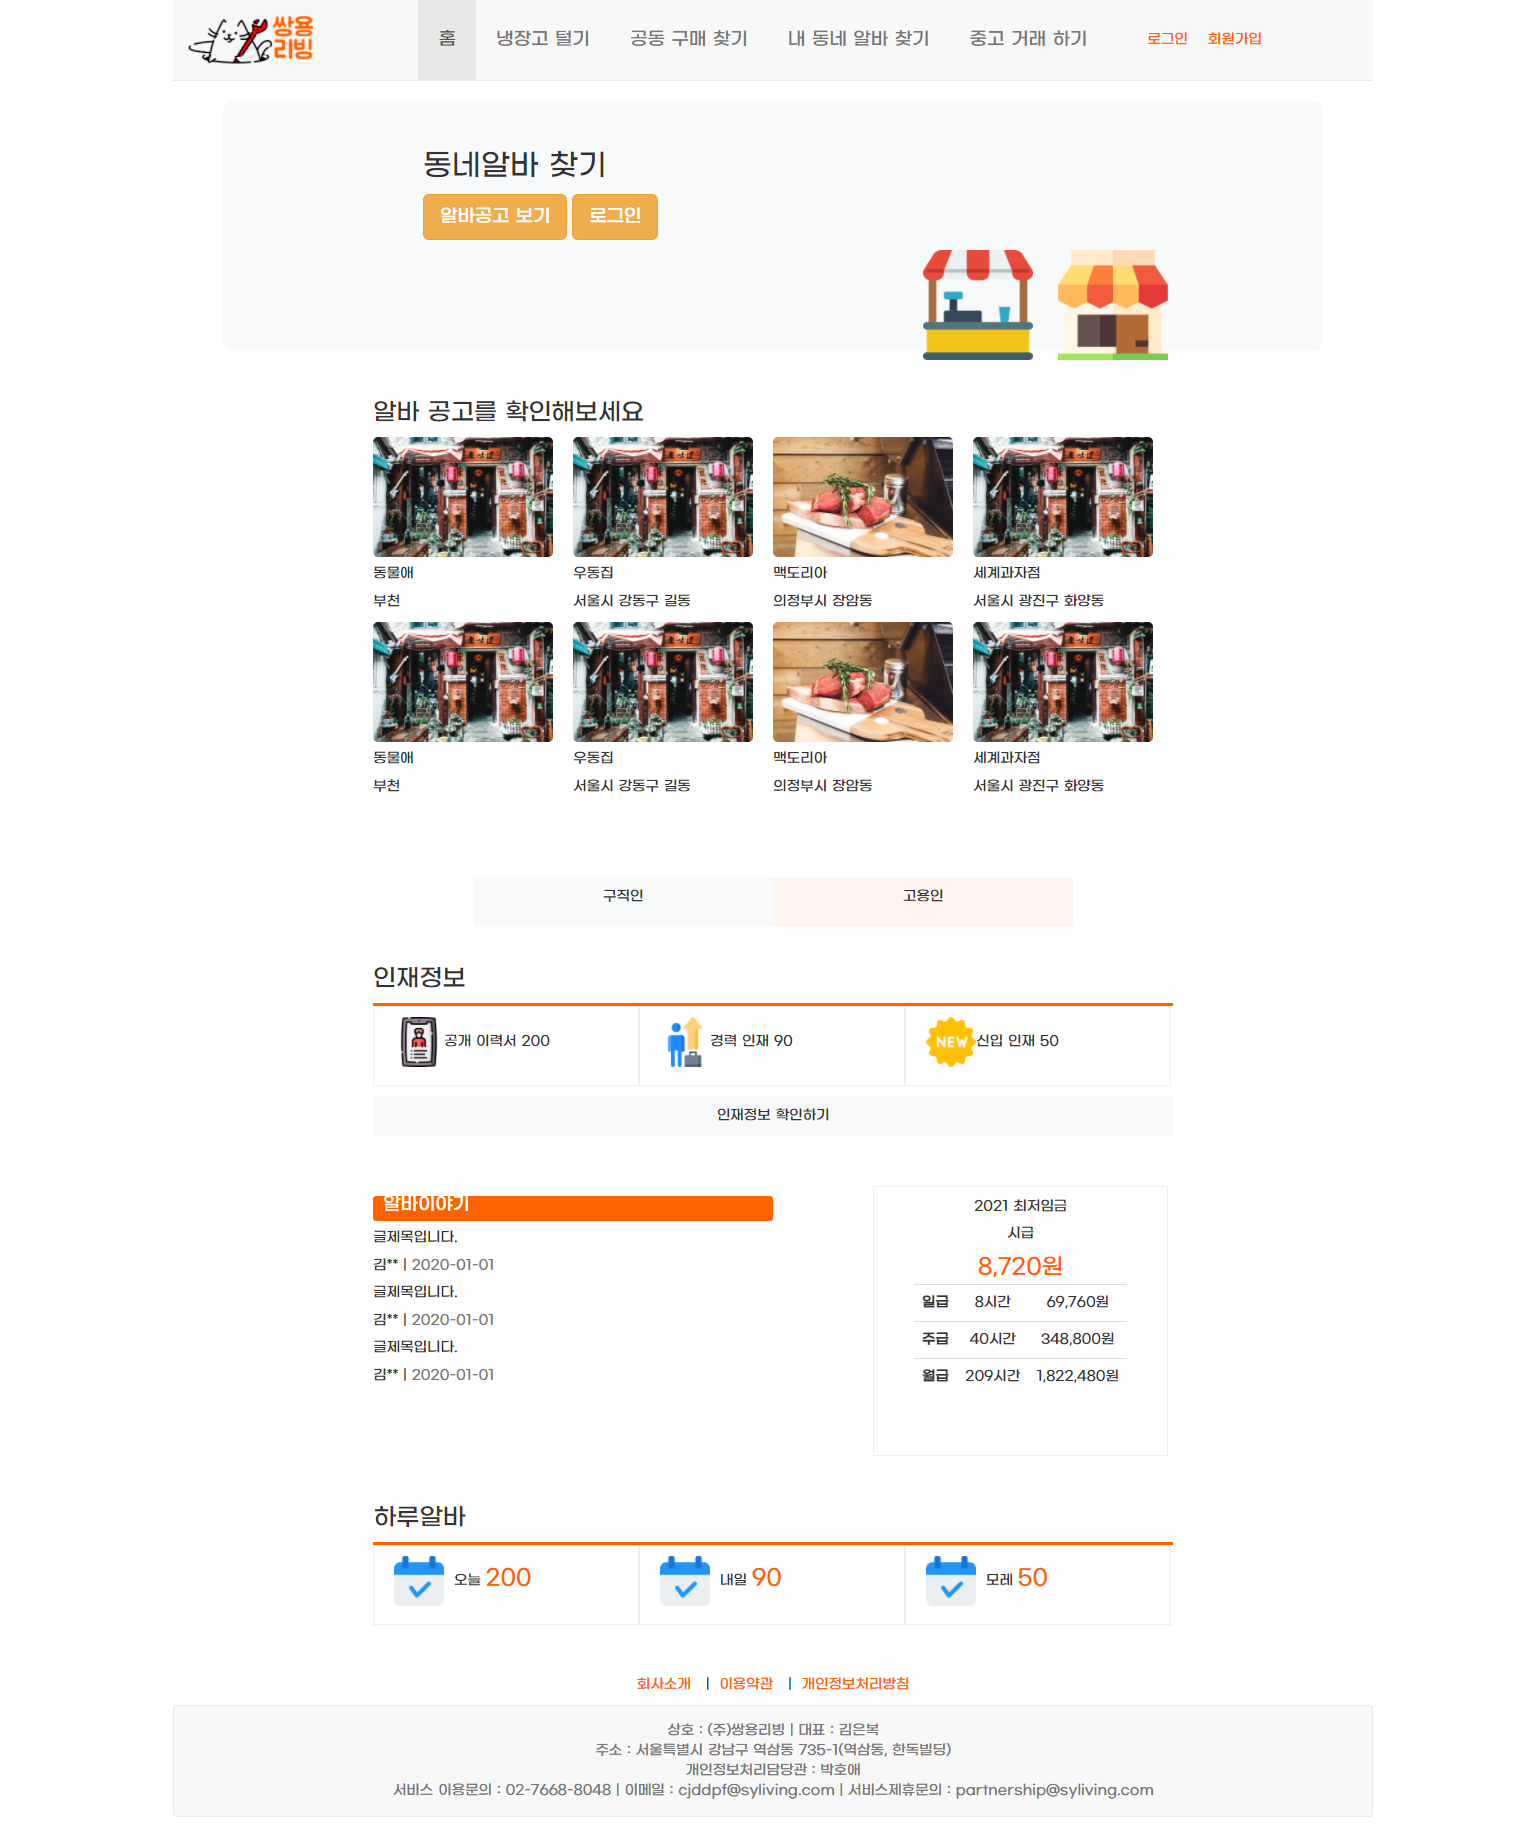 쌍용
리빙
홈 냉장고 털기 공동 구매 찾기 내 동네 알바 찾기 중고 거래 하기 로그인 회원가입
동네알바 찾기
알바공고 보기 로그인
알바 공고를 확인해보세요
동물애 우동집 맥도리아 세계과자점
부천 서울시 강동구 길동 의정부시 장암동 서울시 광진구 화양동
동물애 우동집 맥도리아 세계과자점
부천 서울시 강동구 길동 의정부시 장암동 서울시 광진구 화양동
구직인 고용인
인재정보
공개 이력서 200 경력 인재 90 NEW 신입 인재 50
인재정보 확인하기
알바이야기
글제목입니다.
김** | 2020-01-01
글제목입니다.
김** | 2020-01-01
글제목입니다.
김** | 2020-01-01
2021 최저임금
시급
8,720원
일급 8시간 69,760원
주급 40시간 348,800원
월급 209시간 1,822,480원
하루알바
오늘 200 내일 90 모레 50
회사소개 | 이용약관 | 개인정보처리방침
상호 : (주)쌍용리빙 | 대표 : 김은복
주소 : 서울특별시 강남구 역삼동 735-1(역삼동, 한독빌딩)
개인정보처리담당관 : 박호애
서비스 이용문의 : 02-7668-8048 | 이메일 : cjddpf@syliving.com | 서비스제휴문의 : partnership@syliving.com